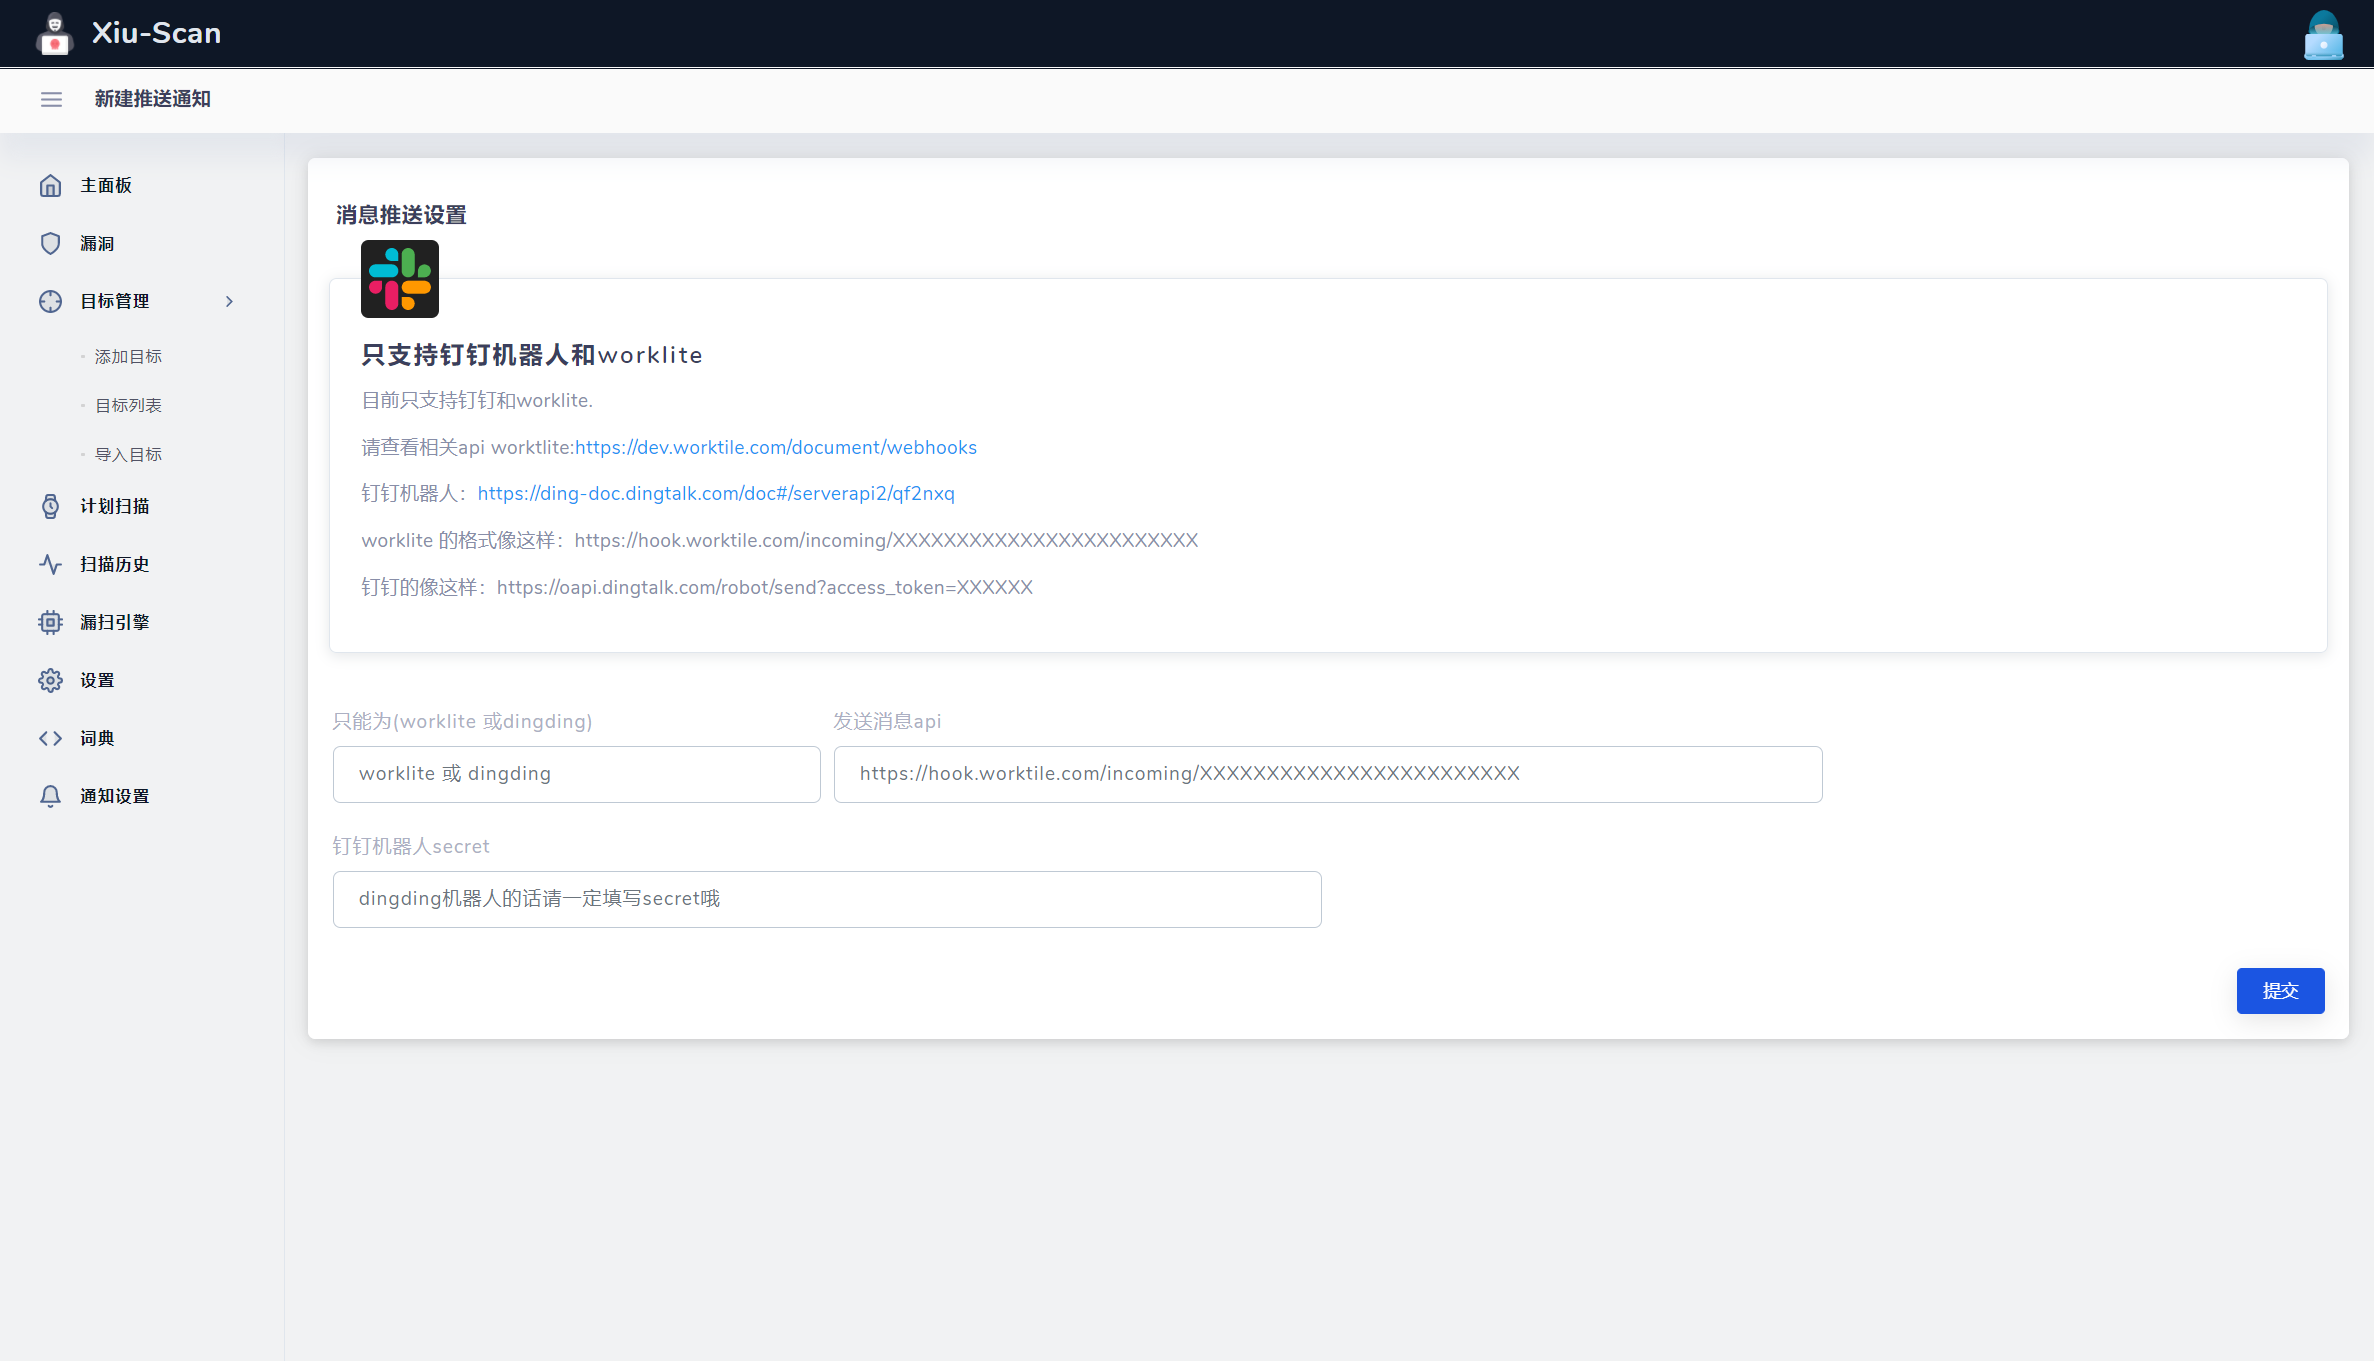 Xiu-Scan
新建推送通知
主面板
漏洞
目标管理
添加目标
目标列表
导入目标
计划扫描
扫描历史
漏扫引擎
设置
词典
通知设置
消息推送设置
只支持钉钉机器人和worklite
目前只支持钉钉和worklite.
请查看相关api worktlite:https://dev.worktile.com/document/webhooks
钉钉机器人：https://ding-doc.dingtalk.com/doc#/serverapi2/qf2nxq
worklite 的格式像这样：https://hook.worktile.com/incoming/XXXXXXXXXXXXXXXXXXXXXXXX
钉钉的像这样：https://oapi.dingtalk.com/robot/send?access_token=XXXXXX
只能为(worklite 或dingding)
发送消息api
worklite 或 dingding
https://hook.worktile.com/incoming/XXXXXXXXXXXXXXXXXXXXXXXX
钉钉机器人secret
dingding机器人的话请一定填写secret哦
提交